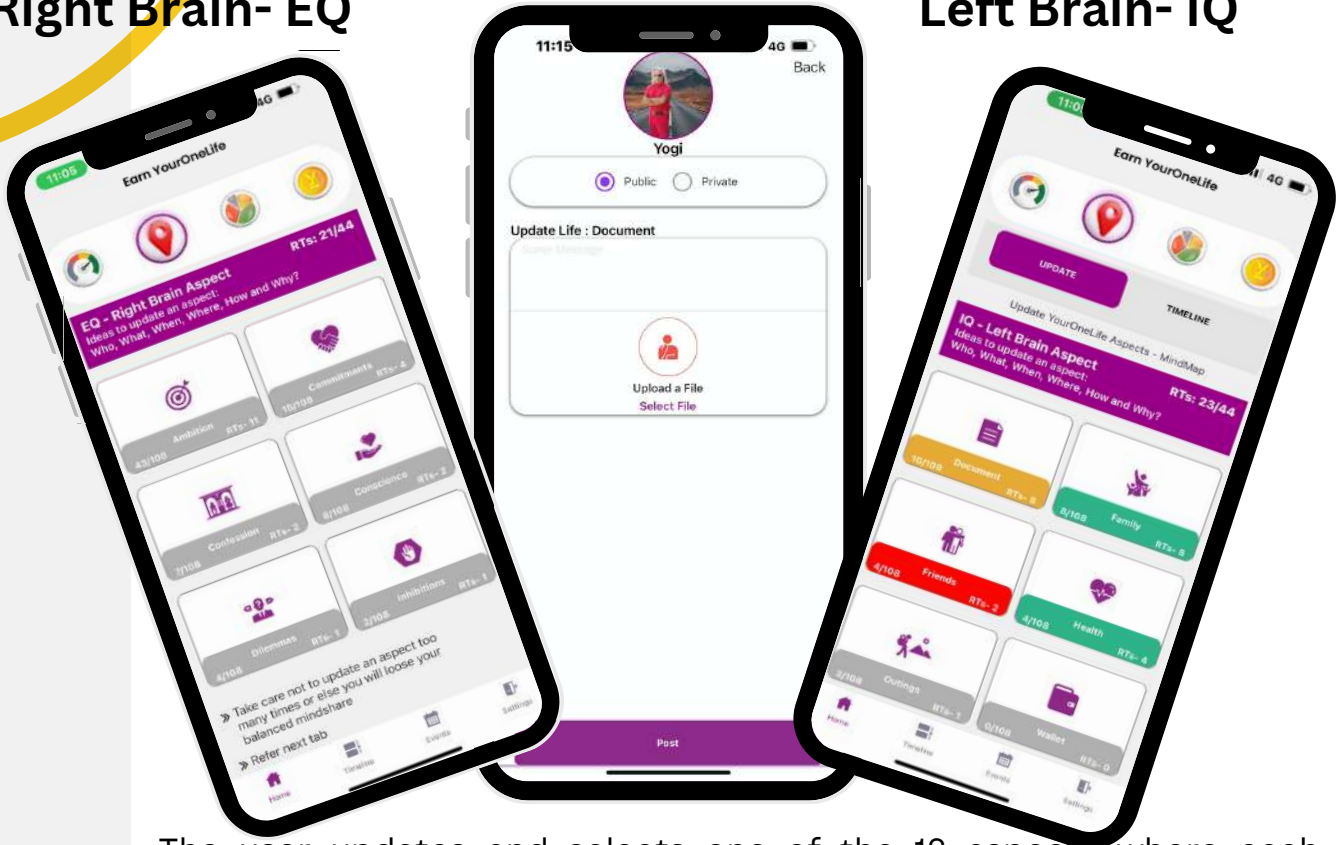 Right Brain- EQ
Left Brain- IQ
11:05
4G
Earn YourOneLife
RTs: 21/44
EQ - Right Brain Aspect
Ideas to update an aspect:
Who, What, When, Where, How and Why?
Ambition
43/108
RTs- 11
Commitments
15/108
RTs- 4
Confession
7/108
RTs- 2
Conscience
6/108
RTs- 2
Dilemmas
4/108
RTs- 1
Inhibitions
2/108
RTs- 1
» Take care not to update an aspect too
many times or else you will loose your
balanced mindshare
» Refer next tab
Home
Timeline
Events
Settings
11:15
4G
Back
Yogi
Public
Private
Update Life : Document
Upload a File
Select File
Post
11:0
4G
Earn YourOneLife
UPDATE
TIMELINE
Update YourOneLife Aspects - MindMap
IQ - Left Brain Aspect
Ideas to update an aspect:
Who, What, When, Where, How and Why?
RTs: 23/44
10/108
Document
RTs- 8
8/108
Family
RTs- 8
4/108
Friends
RTs- 2
4/108
Health
RTs- 4
Outings
RTs- 1
0/108
Wallet
RTs- 0
Home
Timeline
Events
Settings
The user updates and selects one of the 12 aspects where each